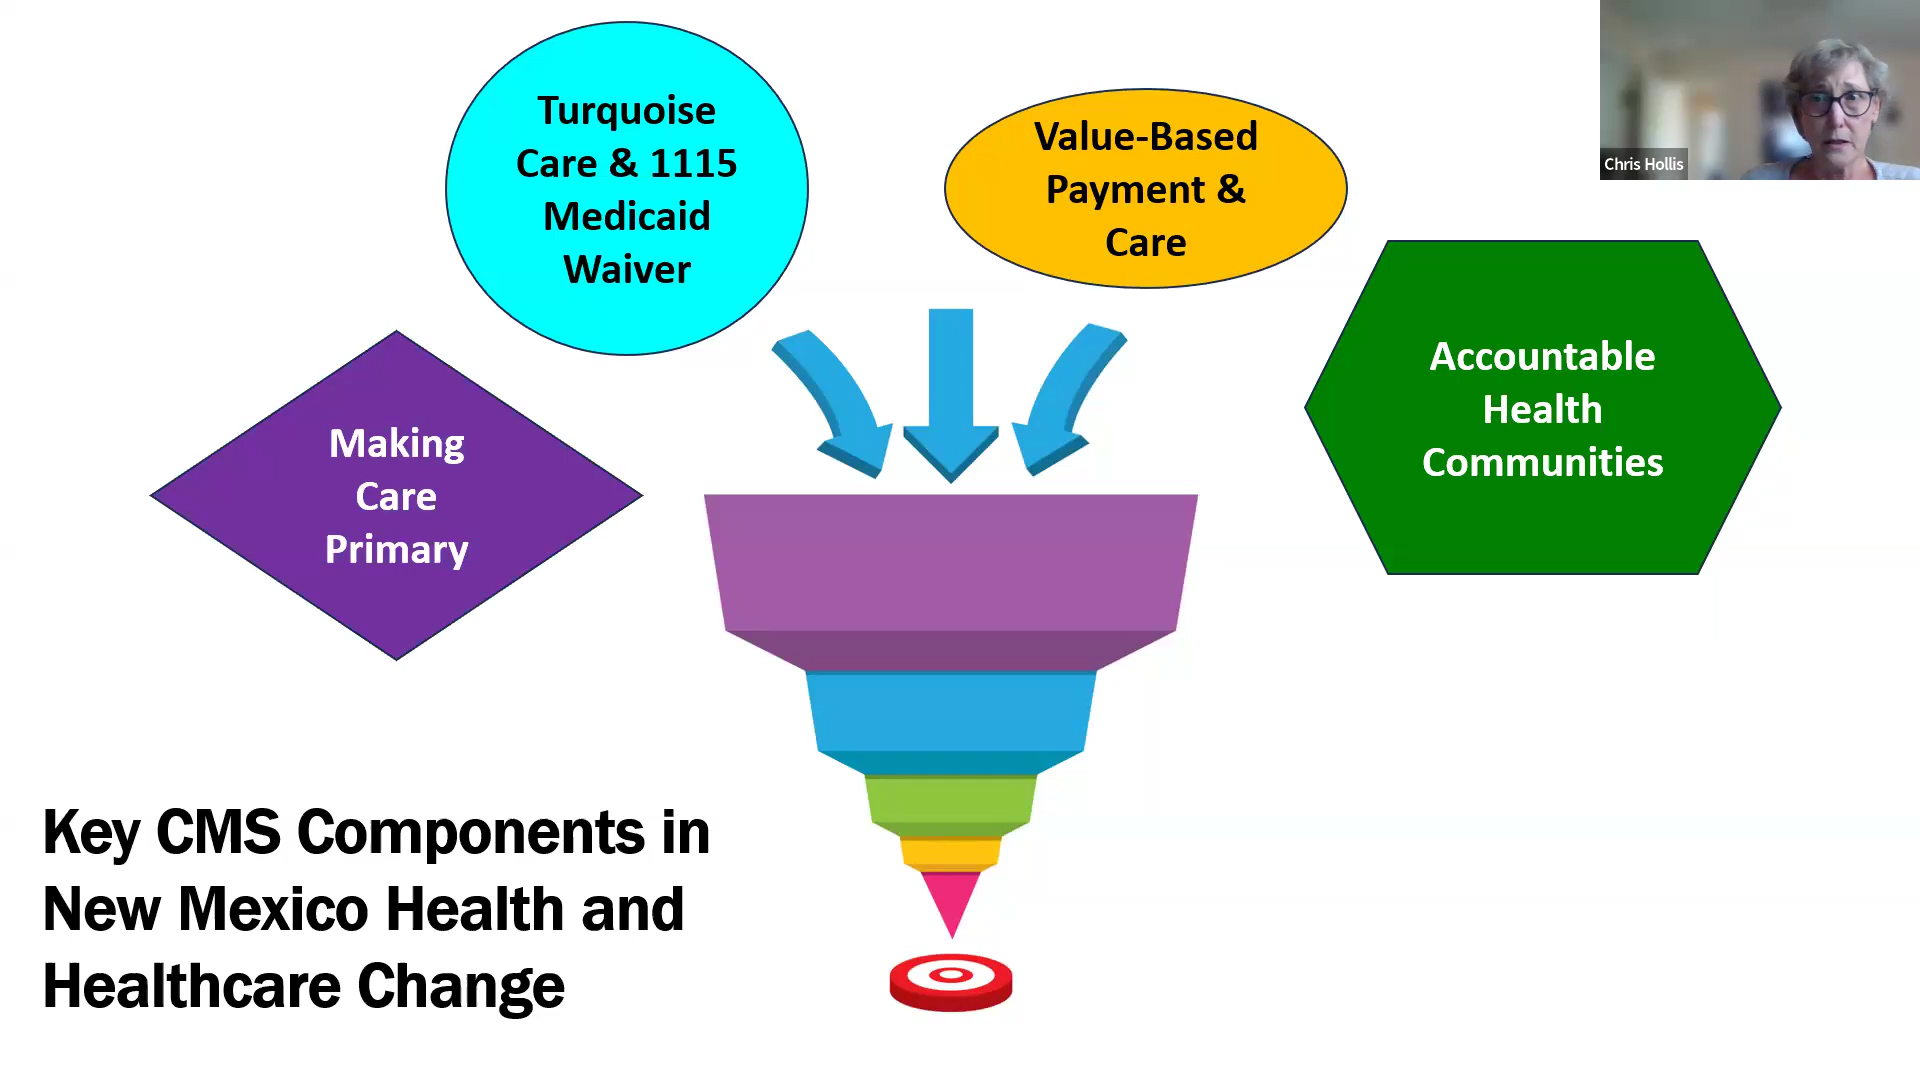 Turquoise
Care & 1115
Medicaid
Waiver
Value-Based
Payment &
Care
Chris Hollis
Accountable
Health
Communities
Making
Care
Primary
Key CMS Components in
New Mexico Health and
Healthcare Change